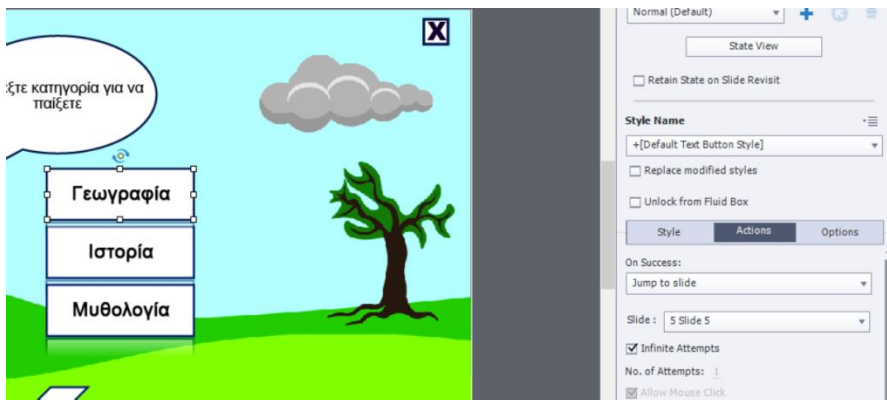 X
κατηγορία για να
παίξετε
Γεωγραφία
Ιστορία
Μυθολογία
Normal (Default)
State View
Retain State on Slide Revisit
Style Name
+[Default Text Button Style]
Replace modified styles
Unlock from Fluid Box
Style Actions Options
On Success:
Jump to slide
Slide : 5 Slide 5
Infinite Attempts
No. of Attempts: 1
Allow Mouse Click